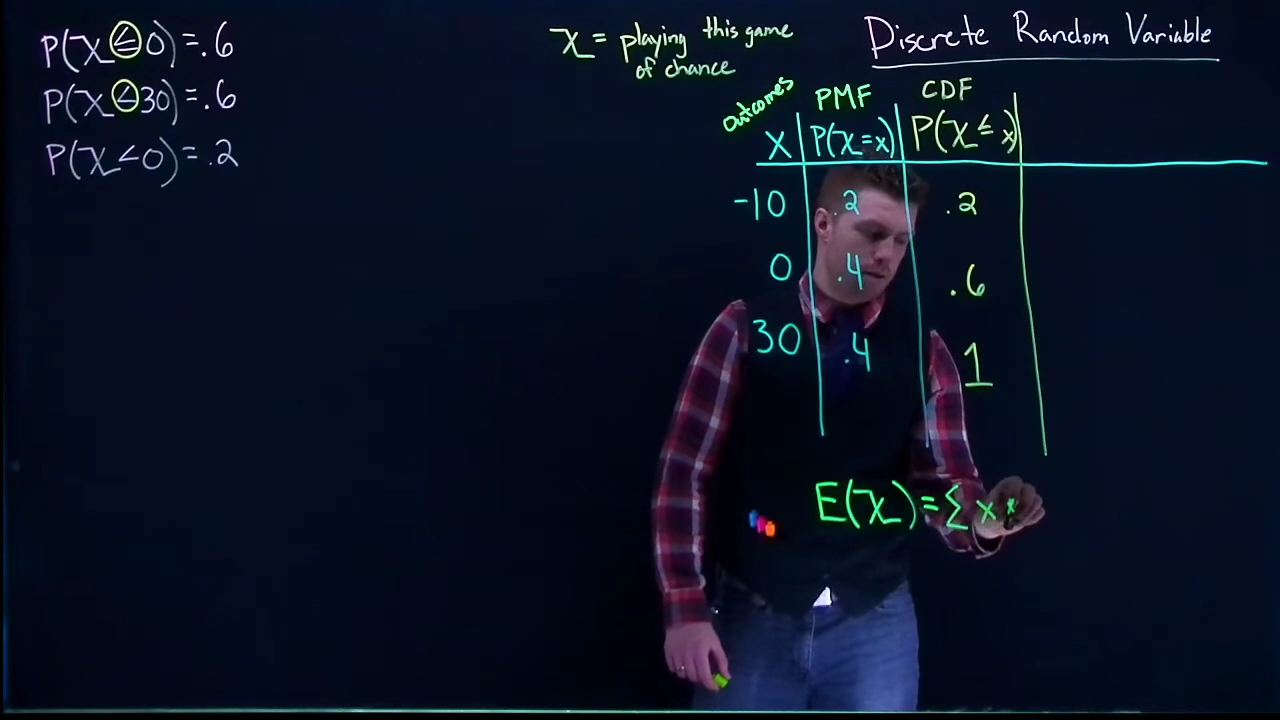 P(X ≤ 0) = .6
P(X ≤ 30) = .6
P(X < 0) = .2
X = playing this game
of chance
Discrete Random Variable
outcomes PMF CDF
X P(X = x) P(X ≤ x)
-10 .2 .2
0 .4 .6
30 .4 1
E(X) = Σ x *